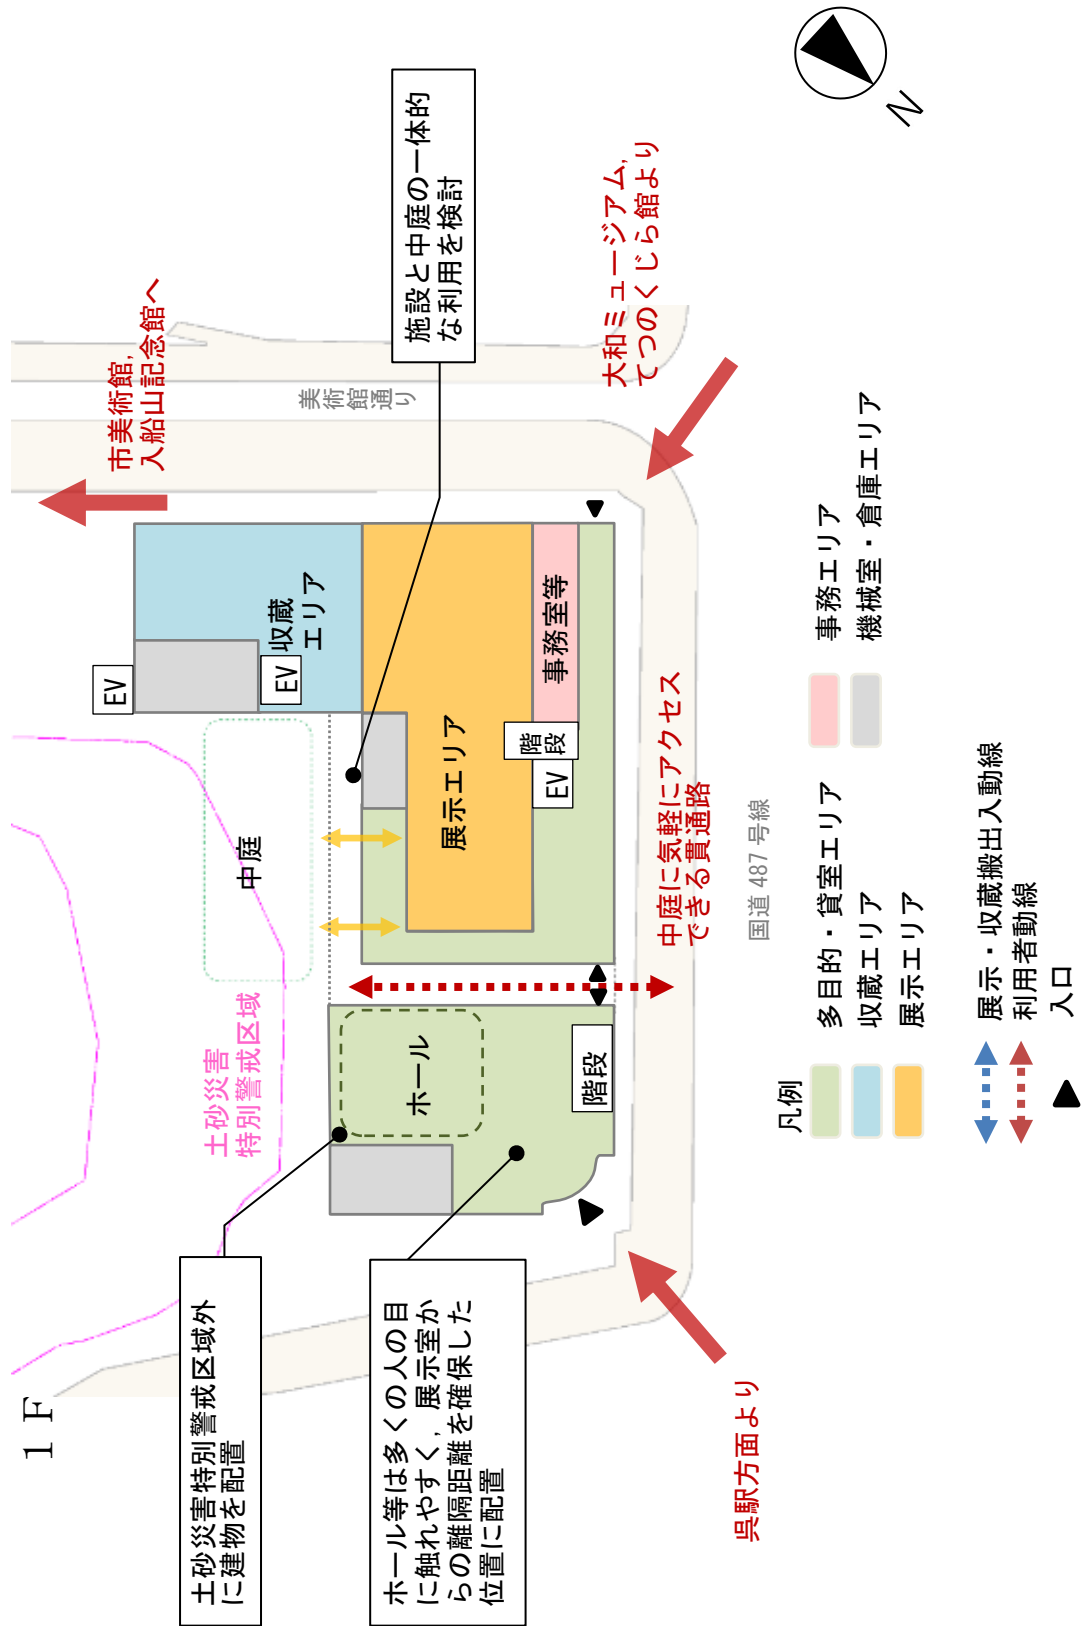 1F
土砂災害特別警戒区域外
に建物を配置
ホール等は多くの人の目
に触れやすく，展示室か
らの離隔距離を確保した
位置に配置
呉駅方面より
土砂災害
特別警戒区域
中庭
ホール
階段
EV
EV
収蔵
エリア
展示エリア
事務室等
階段
EV
市美術館，
入船山記念館へ
美術
館通り
施設と中庭の一体的
な利用を検討
大和ミュージアム，
てつのくじら館より
中庭に気軽にアクセス
できる貫通路
国道 487 号線
N
凡例
多目的・貸室エリア
収蔵エリア
展示エリア
事務エリア
機械室・倉庫エリア
展示・収蔵搬出入動線
利用者動線
入口